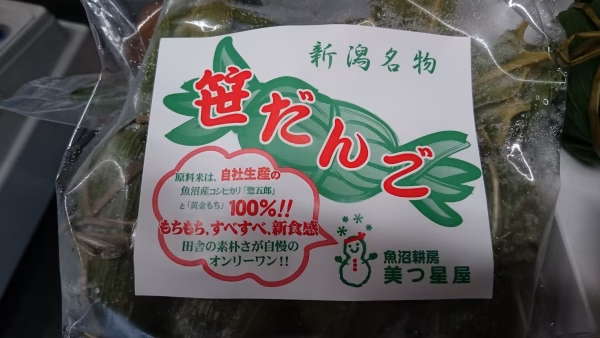 新潟名物
笹だんご
原料米は、自社生産の
魚沼産コシヒカリ「惣五郎」
と「黄金もち」100%!!
もちもち、すべすべ、新食感
田舎の素朴さが自慢の
オンリーワン!!
魚沼耕房
美つ星屋